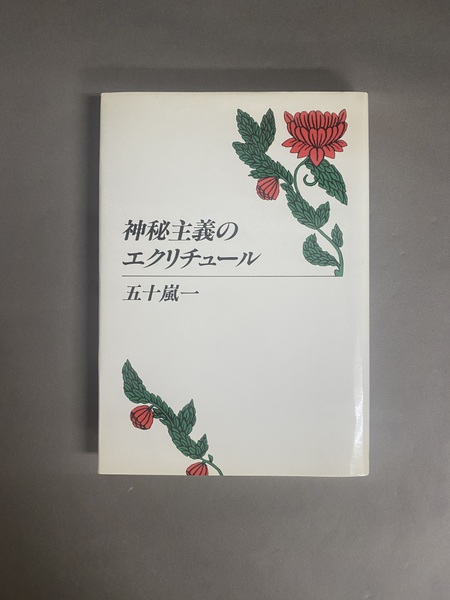 神秘主義の
エクリチュール
五十嵐一